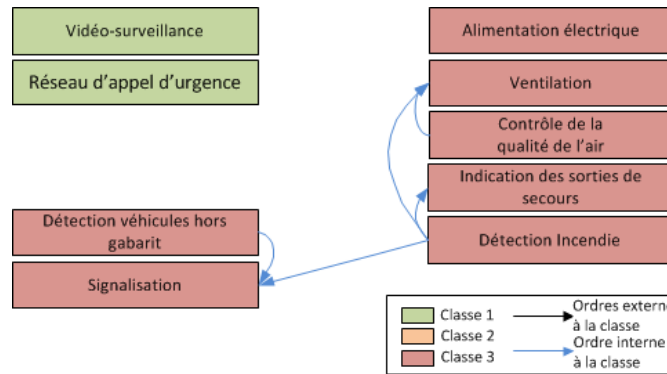 Vidéo-surveillance
Réseau d'appel d'urgence
Détection véhicules hors
gabarit
Signalisation
Alimentation électrique
Ventilation
Contrôle de la
qualité de l'air
Indication des sorties de
secours
Détection Incendie
Classe 1
Classe 2
Classe 3
Ordres externe
à la classe
Ordre interne
à la classe